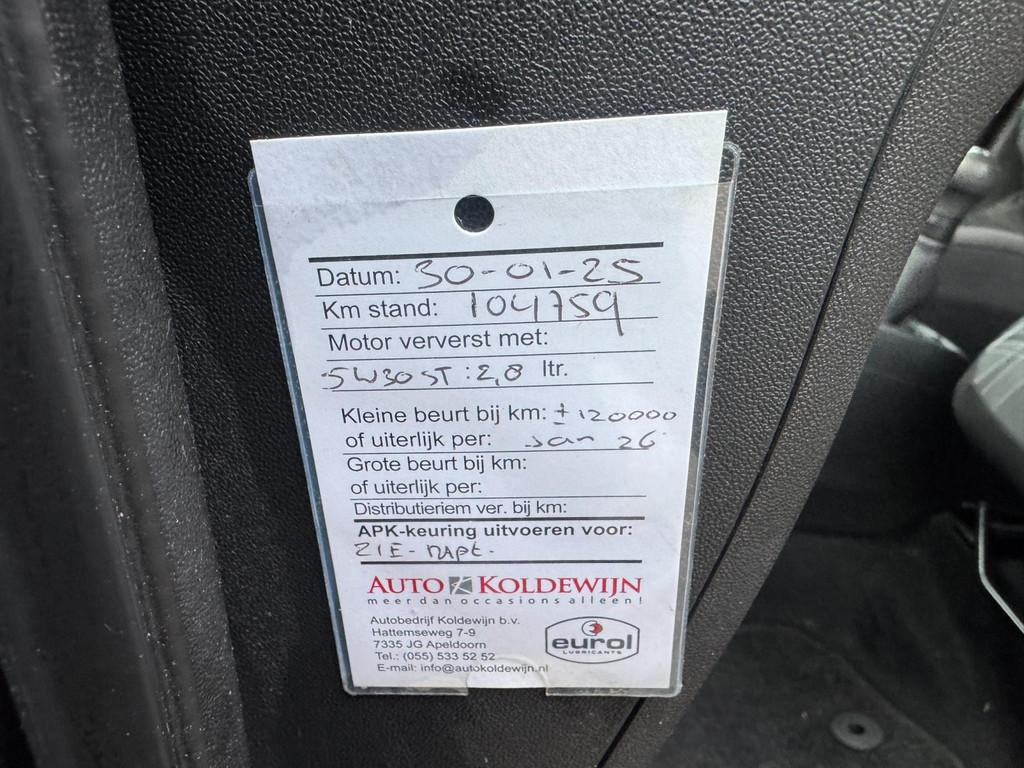 Datum: 30-01-25
Km stand: 104759
Motor ververst met:
5W30 ST : 2,8 ltr.
Kleine beurt bij km: ± 120000
of uiterlijk per: Jan 26
Grote beurt bij km:
of uiterlijk per:
Distributieriem ver. bij km:
APK-keuring uitvoeren voor:
ZIE-MAPt.
AUTO KOLDEWIJN
meer dan occasions alleen!
Autobedrijf Koldewijn b.v.
Hattemseweg 7-9
7335 JG Apeldoorn
Tel.: (055) 533 52 52
E-mail: info@autokoldewijn.nl
eurol
LUBRICANTS